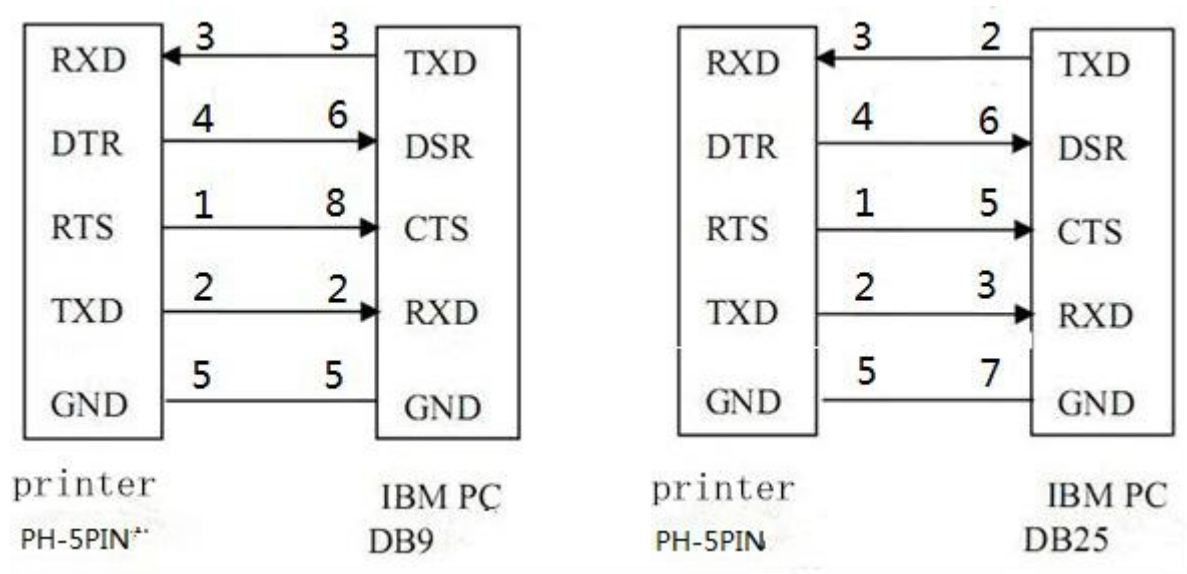 3 3
RXD TXD
4 6
DTR DSR
1 8
RTS CTS
2 2
TXD RXD
5 5
GND GND
printer IBM PC
PH-5PIN DB9
3 2
RXD TXD
4 6
DTR DSR
1 5
RTS CTS
2 3
TXD RXD
5 7
GND GND
printer IBM PC
PH-5PIN DB25